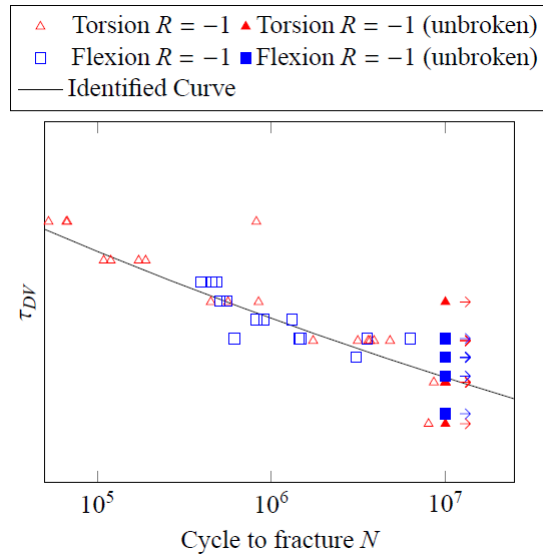 Torsion R = −1 Torsion R = −1 (unbroken)
Flexion R = −1 Flexion R = −1 (unbroken)
Identified Curve
τ_DV
10^5 10^6 10^7
Cycle to fracture N